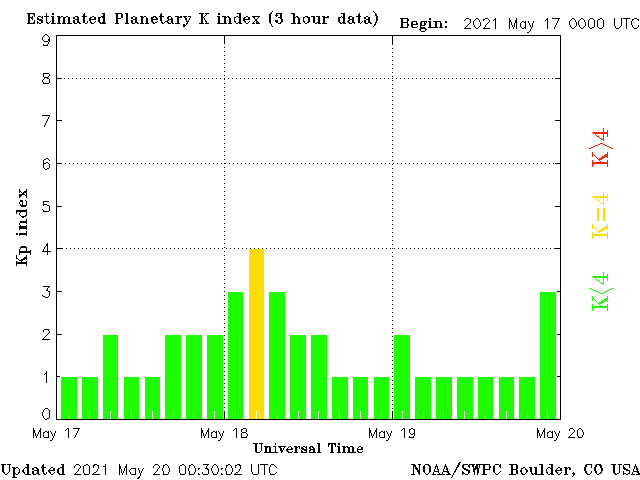 Estimated Planetary K index (3 hour data) Begin: 2021 May 17 0000 UTC
9
8
7
6
5
4
3
2
1
0
Kp index
K>4
K=4
K<4
May 17 May 18 May 19 May 20
Universal Time
Updated 2021 May 20 00:30:02 UTC NOAA/SWPC Boulder, CO USA